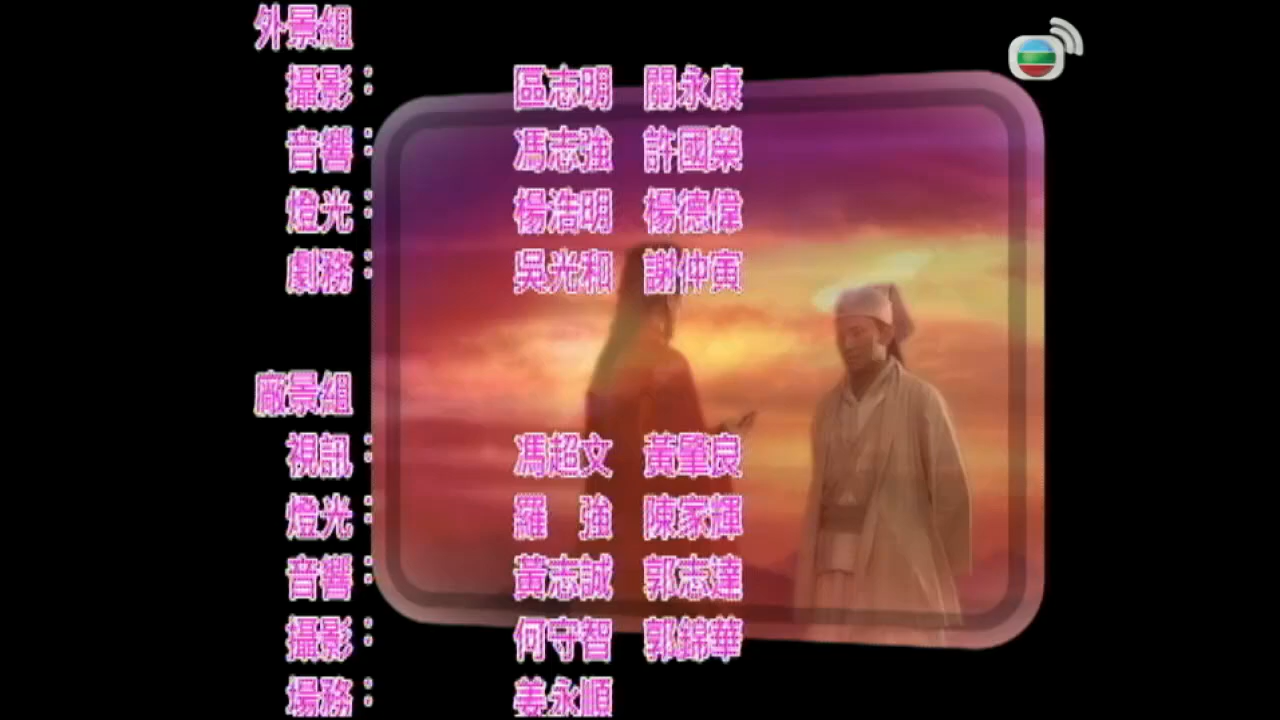 外景組
攝影： 區志明 關永康
音響： 馮志強 許國榮
燈光： 楊浩明 楊德偉
劇務： 吳光和 謝仲寅
廠景組
視訊： 馮超文 黃肇良
燈光： 羅　強 陳家輝
音響： 黃志誠 郭志達
攝影： 何守智 郭錦華
場務： 姜永順